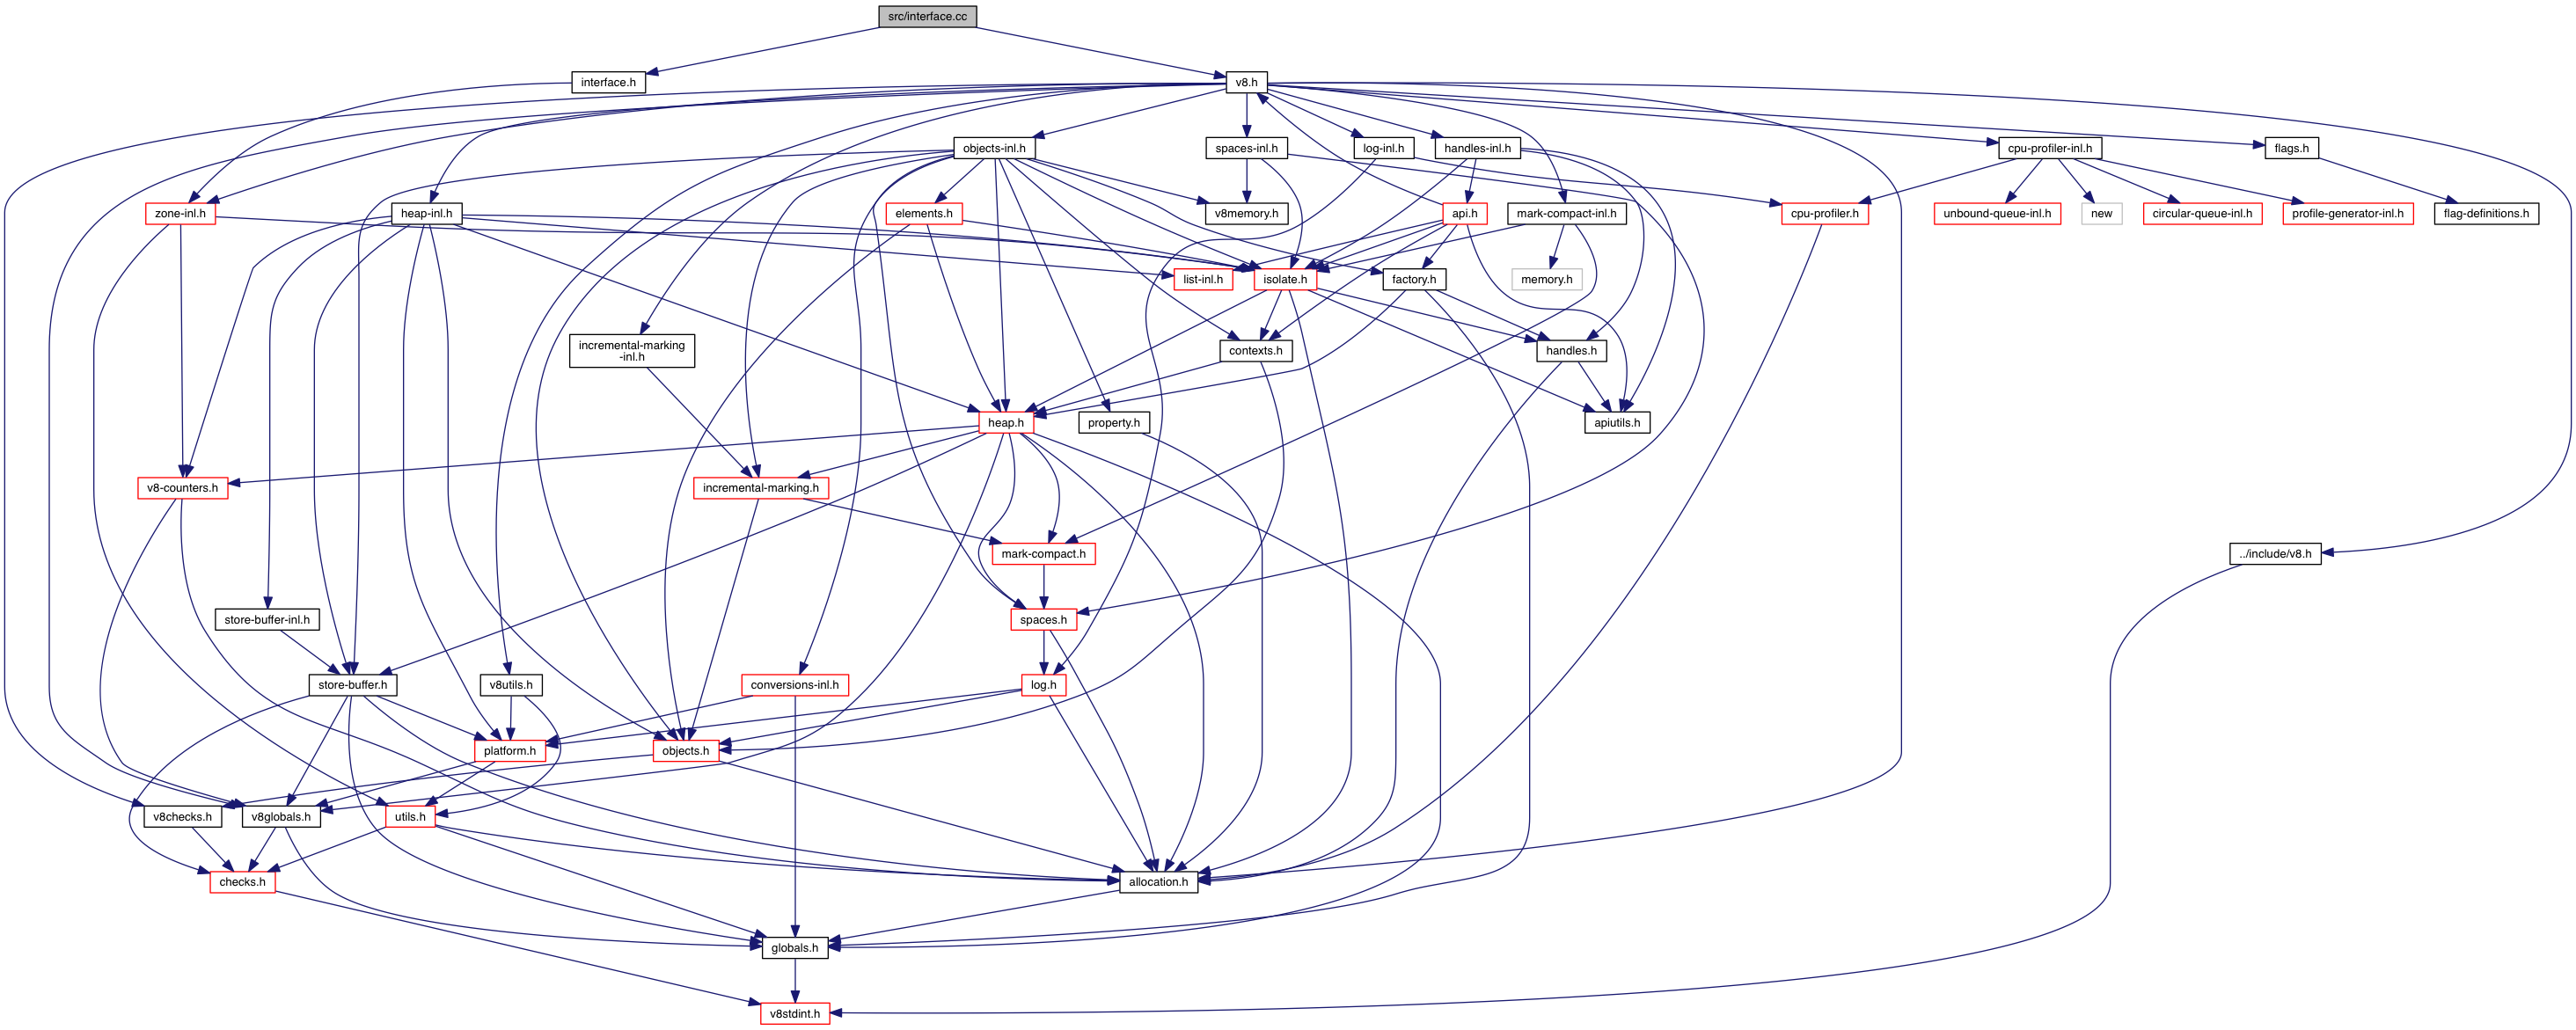 src/interface.cc
interface.h
v8.h
objects-inl.h
spaces-inl.h
log-inl.h
handles-inl.h
cpu-profiler-inl.h
flags.h
zone-inl.h
heap-inl.h
elements.h
v8memory.h
api.h
mark-compact-inl.h
cpu-profiler.h
unbound-queue-inl.h
new
circular-queue-inl.h
profile-generator-inl.h
flag-definitions.h
list-inl.h
isolate.h
factory.h
memory.h
incremental-marking
-inl.h
contexts.h
handles.h
heap.h
property.h
apiutils.h
v8-counters.h
incremental-marking.h
mark-compact.h
../include/v8.h
store-buffer-inl.h
spaces.h
store-buffer.h
v8utils.h
conversions-inl.h
log.h
platform.h
objects.h
v8checks.h
v8globals.h
utils.h
checks.h
allocation.h
globals.h
v8stdint.h